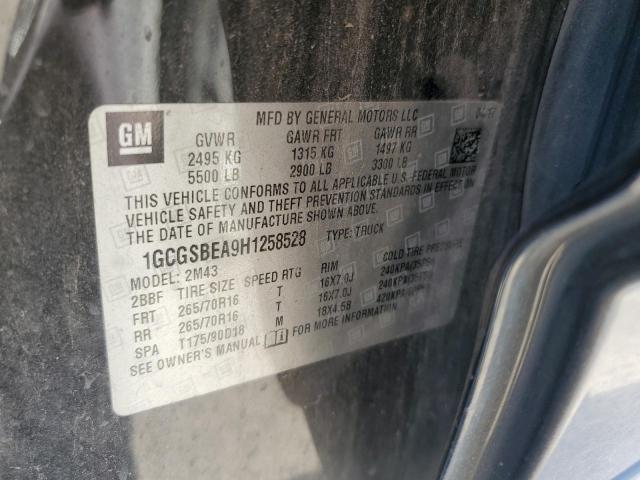 GM
MFD BY GENERAL MOTORS LLC
GVWR GAWR FRT GAWR RR
2495 KG 1315 KG 1497 KG
5500 LB 2900 LB 3300 LB
THIS VEHICLE CONFORMS TO ALL APPLICABLE U.S. FEDERAL MOTOR
VEHICLE SAFETY AND THEFT PREVENTION STANDARDS IN EFFECT ON
THE DATE OF MANUFACTURE SHOWN ABOVE.
1GCGSBEA9H1258528 TYPE: TRUCK
MODEL: 2M43
2BBF TIRE SIZE SPEED RTG RIM COLD TIRE PRESSURE
FRT 265/70R16 T 16X7.0J 240KPA(35PSI)
RR 265/70R16 T 16X7.0J 240KPA(35PSI)
SPA T175/90D18 M 18X4.5B 420KPA
SEE OWNER'S MANUAL FOR MORE INFORMATION.